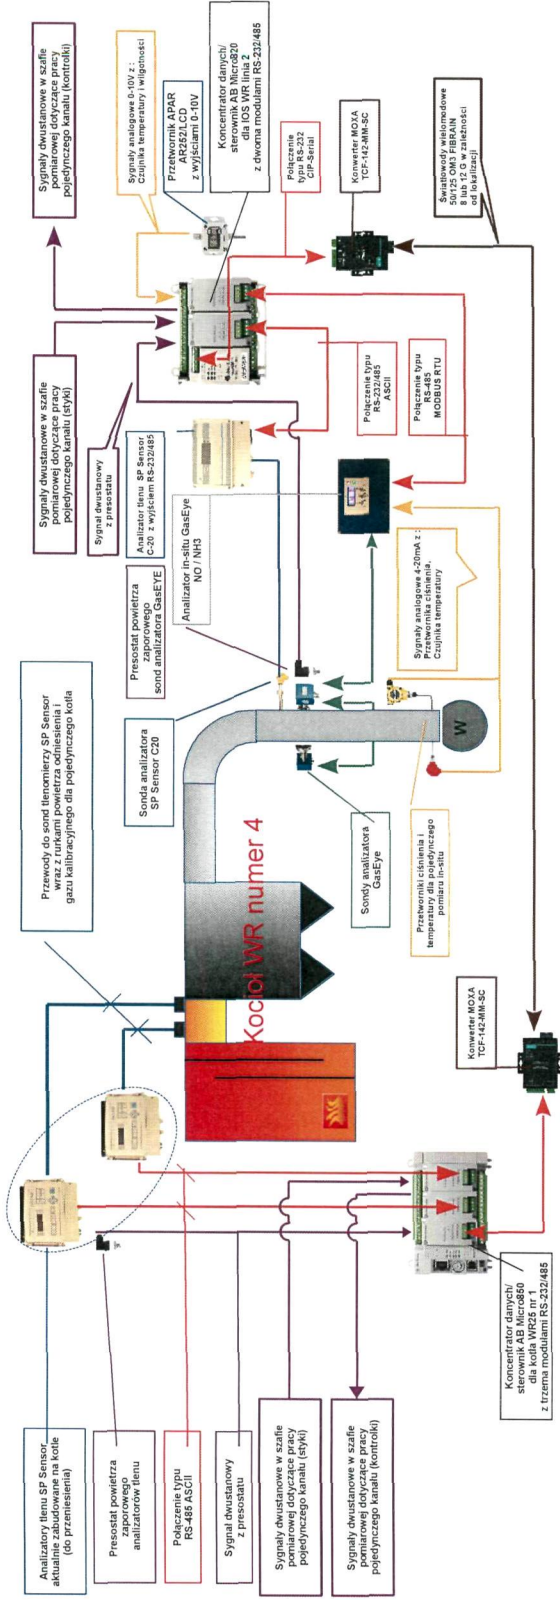 Analizatory tlenu SP Sensor
aktualnie zabudowane na kotle
(do przeniesienia)
Presostat powietrza
zaporowego
analizatorów tlenu
Połączenie typu
RS-485 ASCII
Sygnał dwustanowy
z presostatu
Sygnały dwustanowe w szafie
pomiarowej dotyczące pracy
pojedynczego kanału (styki)
Sygnały dwustanowe w szafie
pomiarowej dotyczące pracy
pojedynczego kanału (kontrolki)
Koncentrator danych/
sterownik AB Micro850
dla kotła WR25 nr 1
z trzema modułami RS-232/485
Konwerter MOXA
TCF-142-MM-SC
Kocioł WR numer 4
Przewody do sond tlenomierzy SP Sensor
wraz z rurkami powietrza odniesienia i
gazu kalibracyjnego dla pojedynczego kotła
Sonda analizatora
SP Sensor C20
Sondy analizatora
GasEye
Przetworniki ciśnienia i
temperatury dla pojedynczego
pomiaru in-situ
W
Presostat powietrza
zaporowego
sond analizatora GasEYE
Analizator in-situ GasEye
NO / NH3
Sygnały analogowe 4-20mA z :
Przetwornika ciśnienia,
Czujnika temperatury
Analizator tlenu SP Sensor
C-20 z wyjściem RS-232/485
Sygnał dwustanowy
z presostatu
Sygnały dwustanowe w szafie
pomiarowej dotyczące pracy
pojedynczego kanału (styki)
Sygnały dwustanowe w szafie
pomiarowej dotyczące pracy
pojedynczego kanału (kontrolki)
Połączenie typu
RS-232/485
ASCII
Połączenie typu
RS-485
MODBUS RTU
Sygnały analogowe 0-10V z :
Czujnika temperatury i wilgotności
Przetwornik APAR
AR252/LCD
z wyjściami 0-10V
Koncentrator danych/
sterownik AB Micro820
dla IOS WR linia 2
z dwoma modułami RS-232/485
Połączenie
typu RS-232
CIP-Serial
Konwerter MOXA
TCF-142-MM-SC
Światłowody wielomodowe
50/125 OM3 FIBRAIN
8 lub 12 G w zależności
od lokalizacji